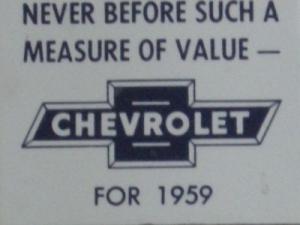 NEVER BEFORE SUCH A
MEASURE OF VALUE —
CHEVROLET
FOR 1959